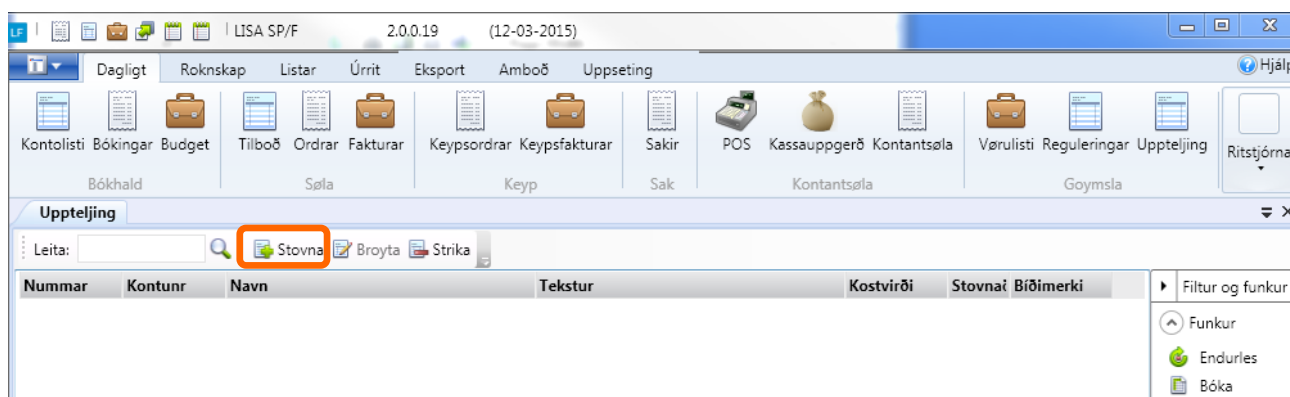 LF LISA SP/F 2.0.0.19 (12-03-2015)
Dagligt Roknskap Listar Úrrit Eksport Amboð Uppseting Hjálp
Kontolisti Bókingar Budget Tilboð Ordrar Fakturar Keypsordrar Keypsfakturar Sakir POS Kassauppgerð Kontantsøla Vørulisti Reguleringar Uppteljing Ritstjórna
Bókhald Søla Keyp Sak Kontantsøla Goymsla
Uppteljing
Leita: Stovna Broyta Strika
Nummar Kontunr Navn Tekstur Kostvirði Stovnað Bíðimerki Filtur og funkur
Funkur
Endurles
Bóka